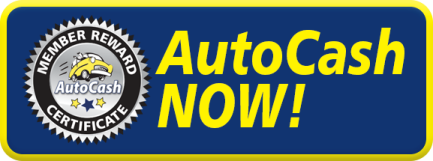 MEMBER REWARD
AutoCash
CERTIFICATE
AutoCash
NOW!